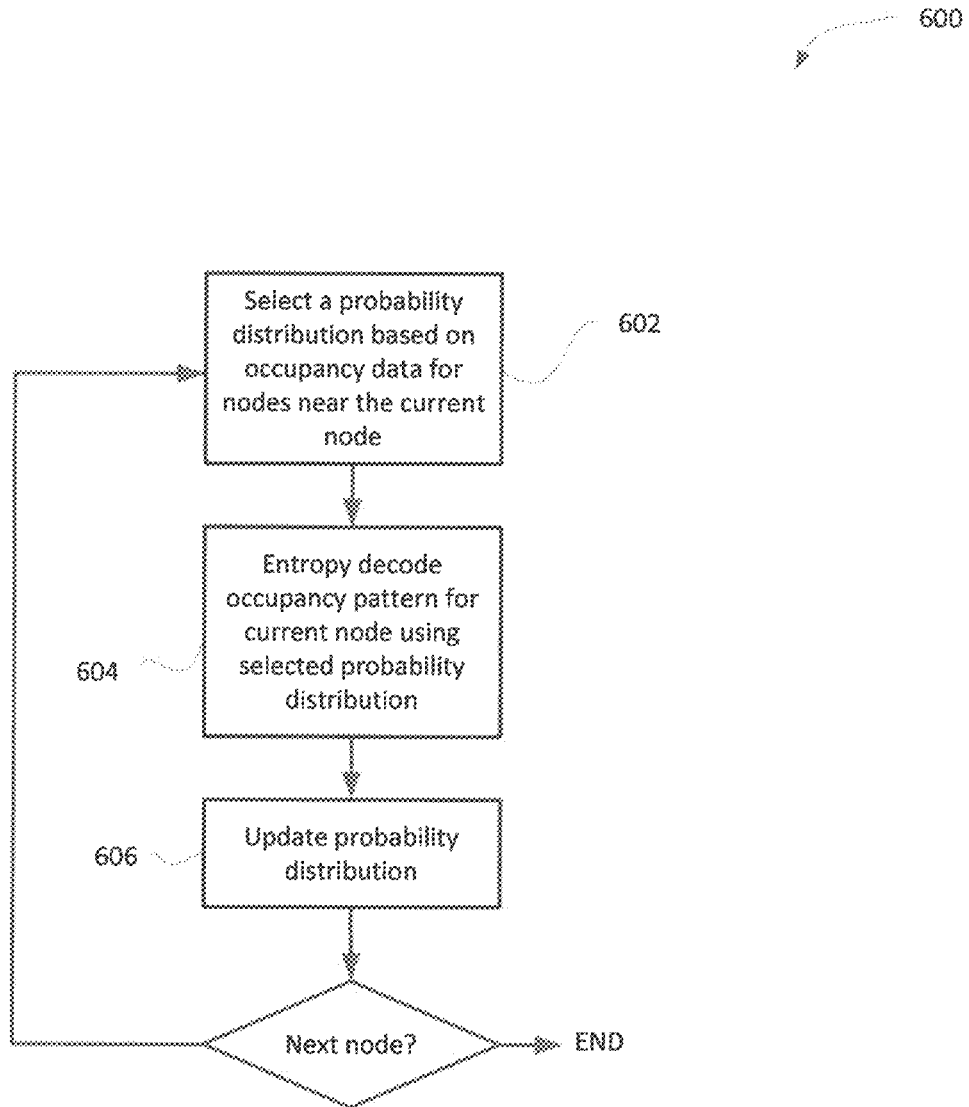 600
Select a probability
distribution based on
occupancy data for
nodes near the current
node
602
Entropy decode
occupancy pattern for
current node using
selected probability
distribution
604
Update probability
distribution
606
Next node?
END